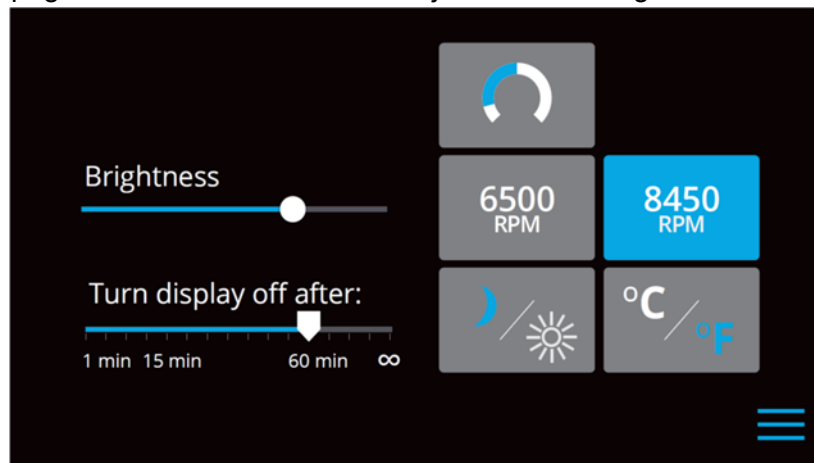 Brightness
Turn display off after:
1 min 15 min 60 min ∞
6500
RPM
8450
RPM
°C/°F